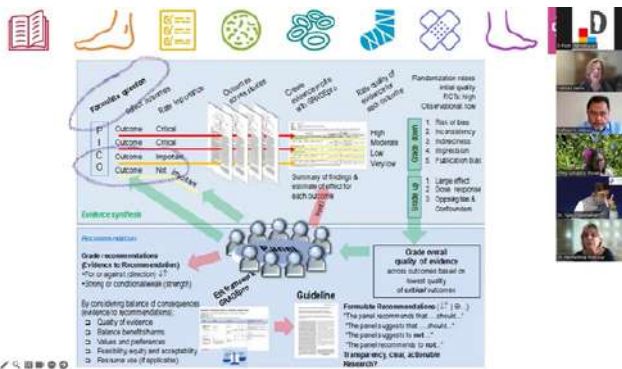 Formulate question
Select outcomes
Rate importance
Outcomes across studies
Create evidence profile with GRADEpro
Rate quality of evidence for each outcome
Randomization raises initial quality
RCTs: high
Observational: low
P
I
C
O
Outcome Critical
Outcome Critical
Outcome Important
Outcome Not important
High
Moderate
Low
Very low
Summary of findings & estimate of effect for each outcome
Grade down
1. Risk of bias
2. Inconsistency
3. Indirectness
4. Imprecision
5. Publication bias
Grade up
1. Large effect
2. Dose response
3. Opposing bias & Confounders
Evidence synthesis
Panel
Recommendation
Grade recommendations
(Evidence to Recommendation)
•For or against (direction) ↓↑
•Strong or conditional/weak (strength)
By considering balance of consequences
(evidence to recommendations):
Quality of evidence
Balance benefits/harms
Values and preferences
Feasibility, equity and acceptability
Resource use (if applicable)
EtR framework GRADEpro
Guideline
Grade overall
quality of evidence
across outcomes based on
lowest quality
of critical outcomes
Formulate Recommendations
"The panel recommends that ....should..."
"The panel suggests that ....should..."
"The panel suggests to not..."
"The panel recommends to not..."
Transparency, clear, actionable
Research?